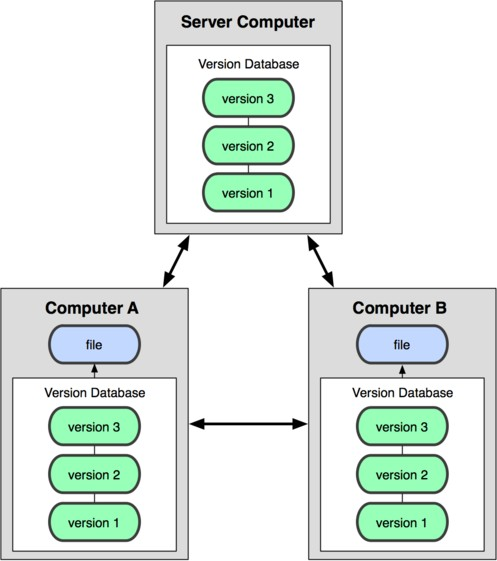 Server Computer
Version Database
version 3
version 2
version 1
Computer A
file
Version Database
version 3
version 2
version 1
Computer B
file
Version Database
version 3
version 2
version 1